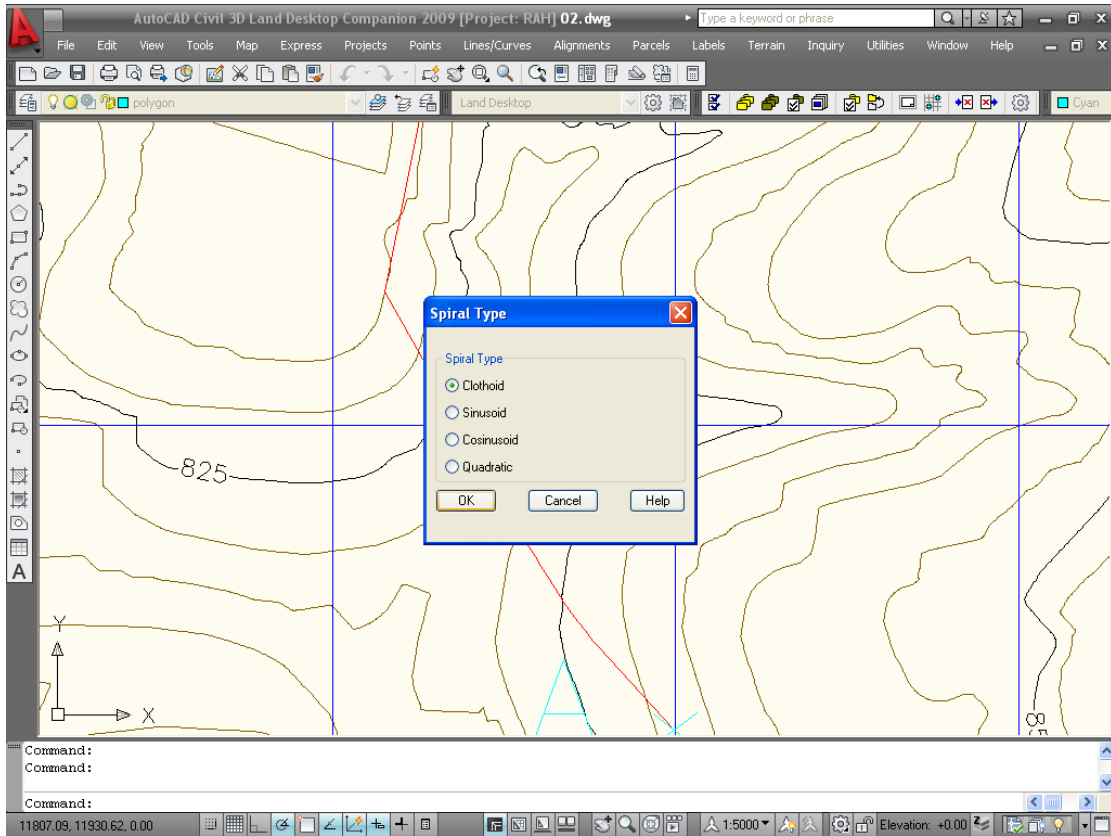 AutoCAD Civil 3D Land Desktop Companion 2009 [Project: RAH] 02.dwg
Type a keyword or phrase
File Edit View Tools Map Express Projects Points Lines/Curves Alignments Parcels Labels Terrain Inquiry Utilities Window Help
polygon
Land Desktop
Cyan
Spiral Type
Spiral Type
Clothoid
Sinusoid
Cosinusoid
Quadratic
OK Cancel Help
825
A
Y
X
A
Command:
Command:
Command:
11807.09, 11930.62, 0.00
1:5000
Elevation: +0.00